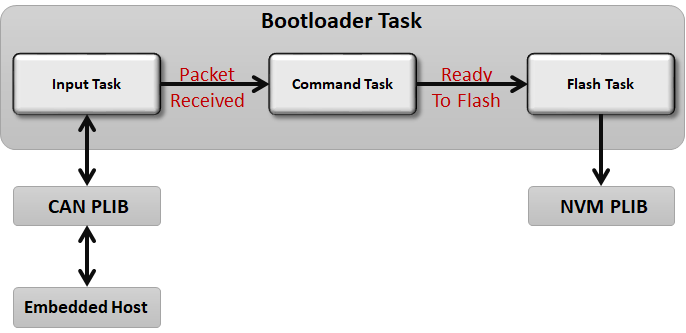 Bootloader Task
Input Task
Packet
Received
Command Task
Ready
To Flash
Flash Task
CAN PLIB
NVM PLIB
Embedded Host